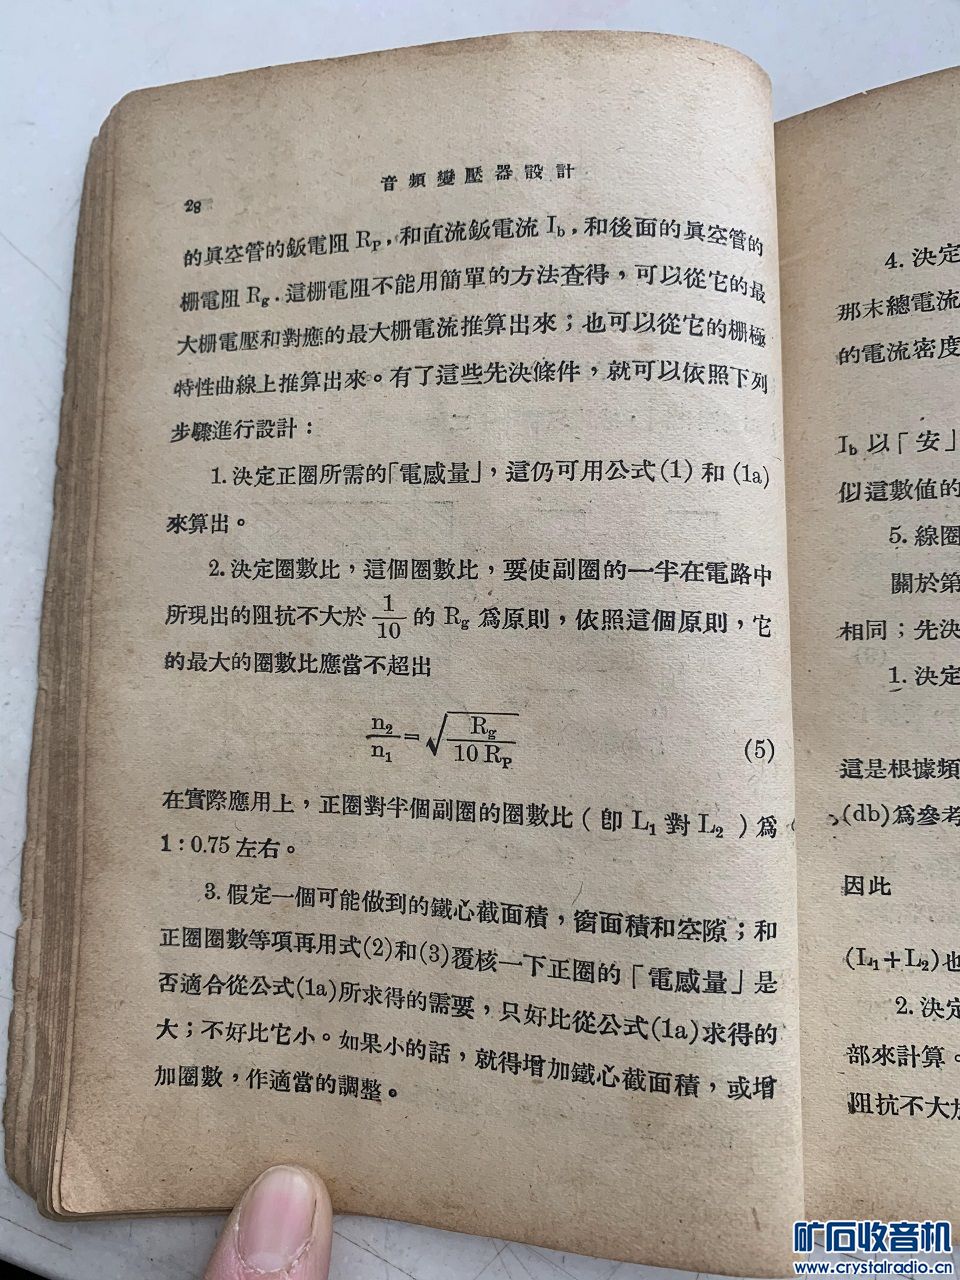 音頻變壓器設計
28
的眞空管的鈑電阻 RP，和直流鈑電流 Ib，和後面的眞空管的
栅電阻 Rg．這栅電阻不能用簡單的方法查得，可以從它的最
大栅電壓和對應的最大栅電流推算出來；也可以從它的栅極
特性曲線上推算出來。有了這些先決條件，就可以依照下列
步驟進行設計：
1. 決定正圈所需的「電感量」，這仍可用公式(1) 和 (1a)
來算出。
2. 決定圈數比，這個圈數比，要使副圈的一半在電路中
所現出的阻抗不大於 1/10 的 Rg 爲原則，依照這個原則，它
的最大的圈數比應當不超出
n2/n1=√(Rg/10 RP) (5)
在實際應用上，正圈對半個副圈的圈數比 ( 卽 L1 對 L2 ) 爲
1 : 0.75 左右。
3. 假定一個可能做到的鐵心截面積，窗面積和空隙；和
正圈圈數等項再用式(2)和(3)覆核一下正圈的「電感量」是
否適合從公式(1a)所求得的需要，只好比從公式(1a)求得的
大；不好比它小。如果小的話，就得增加鐵心截面積，或增
加圈數，作適當的調整。
4. 決定
那末總電流
的電流密度
Ib 以「安」
似這數值的
5. 線圈
關於第
相同；先決
1. 決定
這是根據頻
(db)爲參考
因此
(L1+L2)也
2. 決定
部來計算。
阻抗不大於
矿石收音机
www.crystalradio.cn